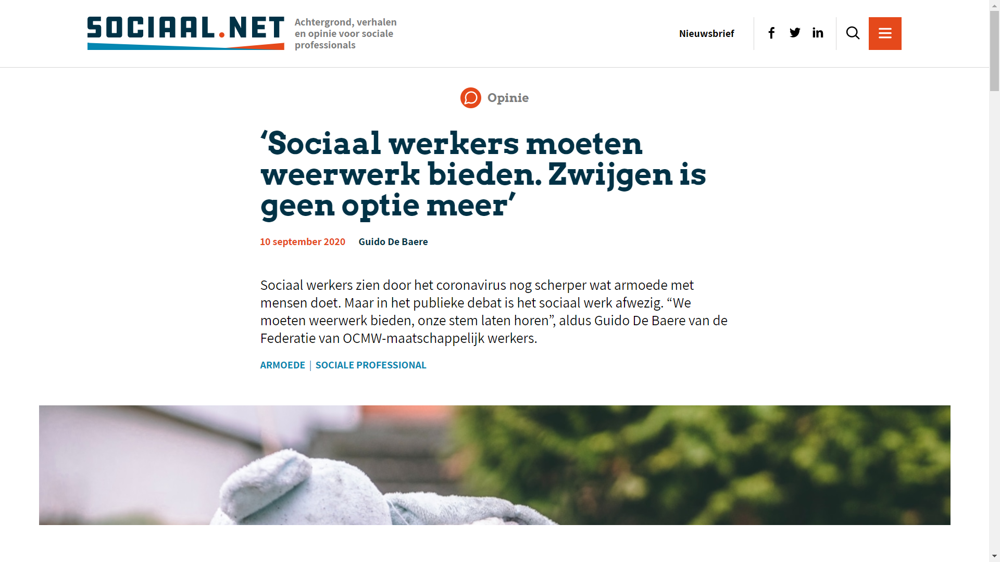 SOCIAAL.NET
Achtergrond, verhalen
en opinie voor sociale
professionals
Nieuwsbrief
Opinie
‘Sociaal werkers moeten
weerwerk bieden. Zwijgen is
geen optie meer’
10 september 2020 Guido De Baere
Sociaal werkers zien door het coronavirus nog scherper wat armoede met
mensen doet. Maar in het publieke debat is het sociaal werk afwezig. “We
moeten weerwerk bieden, onze stem laten horen”, aldus Guido De Baere van de
Federatie van OCMW-maatschappelijk werkers.
ARMOEDE | SOCIALE PROFESSIONAL